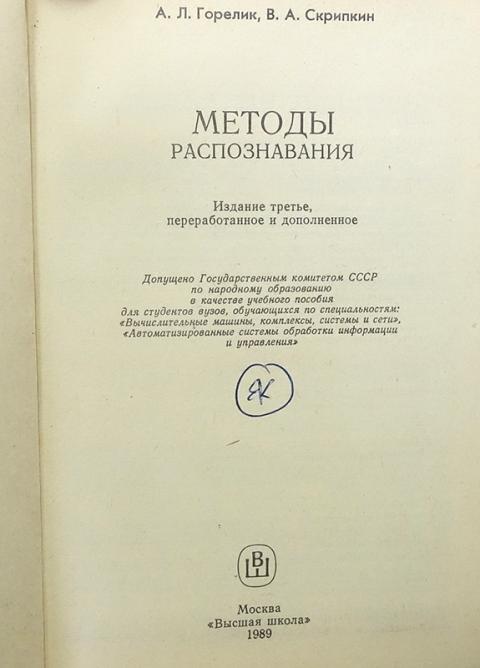 А. Л. Горелик, В. А. Скрипкин
МЕТОДЫ
РАСПОЗНАВАНИЯ
Издание третье,
переработанное и дополненное
Допущено Государственным комитетом СССР
по народному образованию
в качестве учебного пособия
для студентов вузов, обучающихся по специальностям:
«Вычислительные машины, комплексы, системы и сети»,
«Автоматизированные системы обработки информации
и управления»
ВШ
Москва
«Высшая школа»
1989